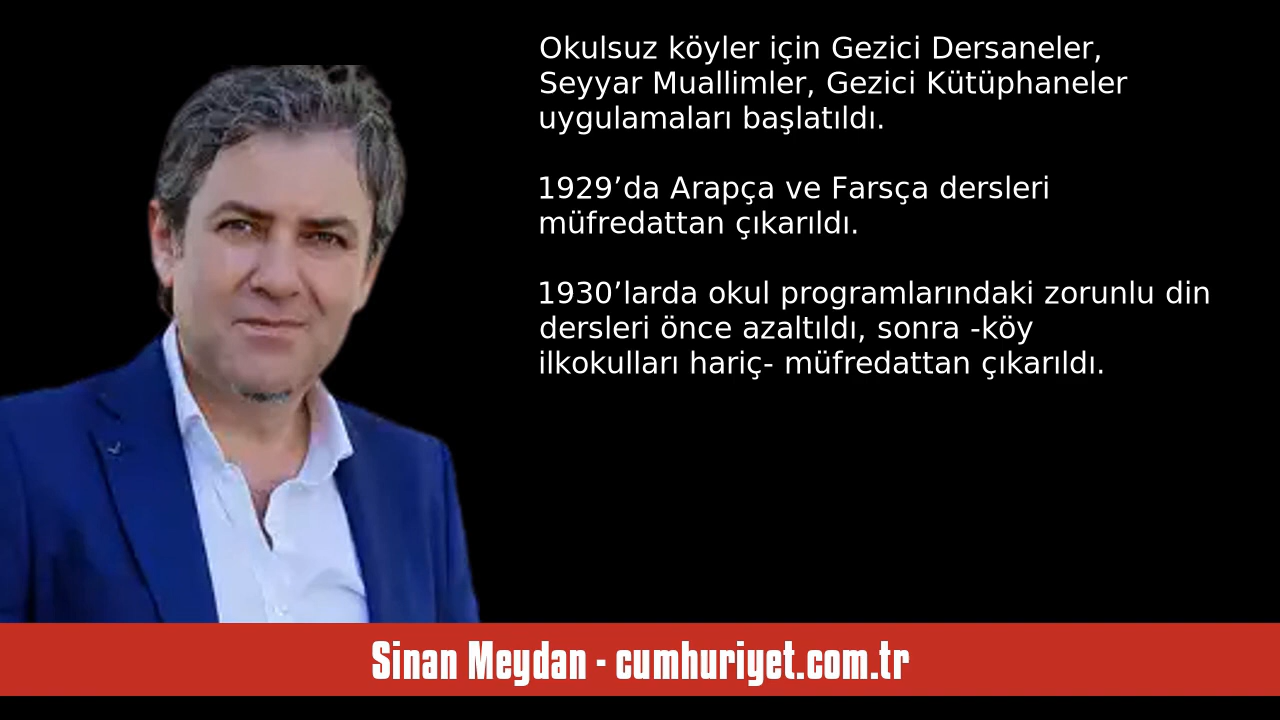 Okulsuz köyler için Gezici Dersaneler,
Seyyar Muallimler, Gezici Kütüphaneler
uygulamaları başlatıldı.
1929’da Arapça ve Farsça dersleri
müfredattan çıkarıldı.
1930’larda okul programlarındaki zorunlu din
dersleri önce azaltıldı, sonra -köy
ilkokulları hariç- müfredattan çıkarıldı.
Sinan Meydan - cumhuriyet.com.tr